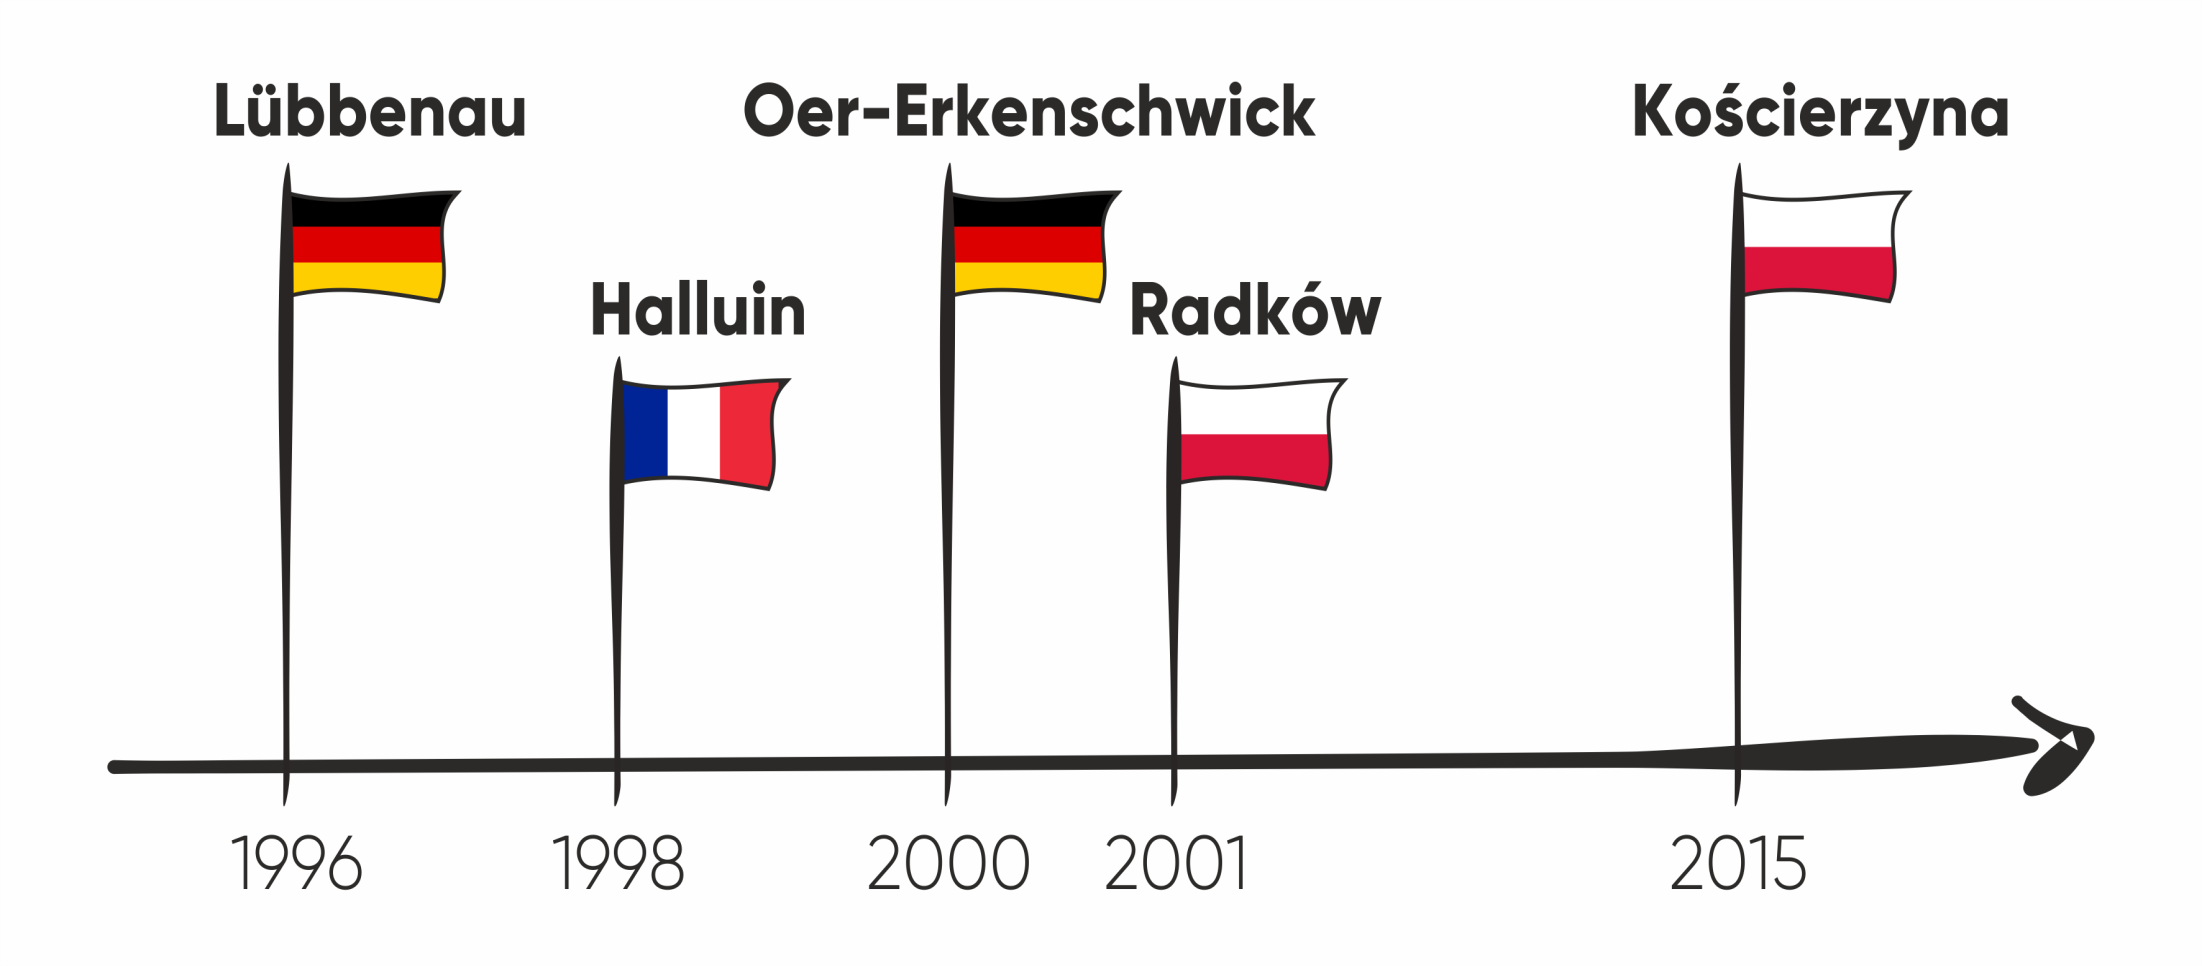 Lübbenau
Oer-Erkenschwick
Kościerzyna
Halluin
Radków
1996
1998
2000
2001
2015